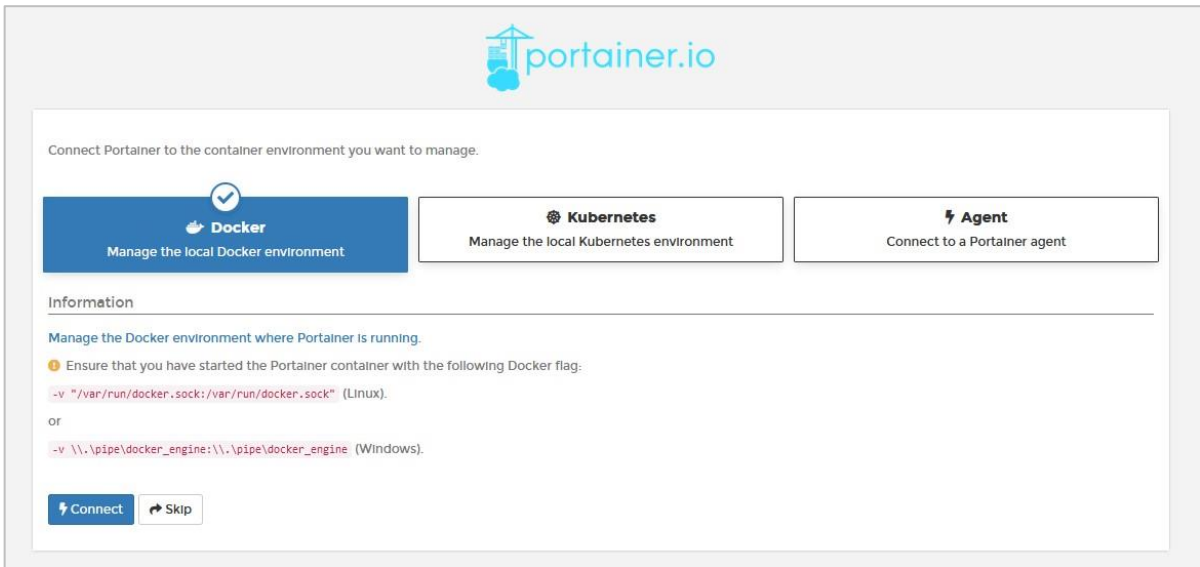 portainer.io
Connect Portainer to the container environment you want to manage.
Docker
Manage the local Docker environment
Kubernetes
Manage the local Kubernetes environment
Agent
Connect to a Portainer agent
Information
Manage the Docker environment where Portainer is running.
Ensure that you have started the Portainer container with the following Docker flag:
-v "/var/run/docker.sock:/var/run/docker.sock" (Linux).
or
-v \\.\pipe\docker_engine:\\.\pipe\docker_engine (Windows).
Connect Skip